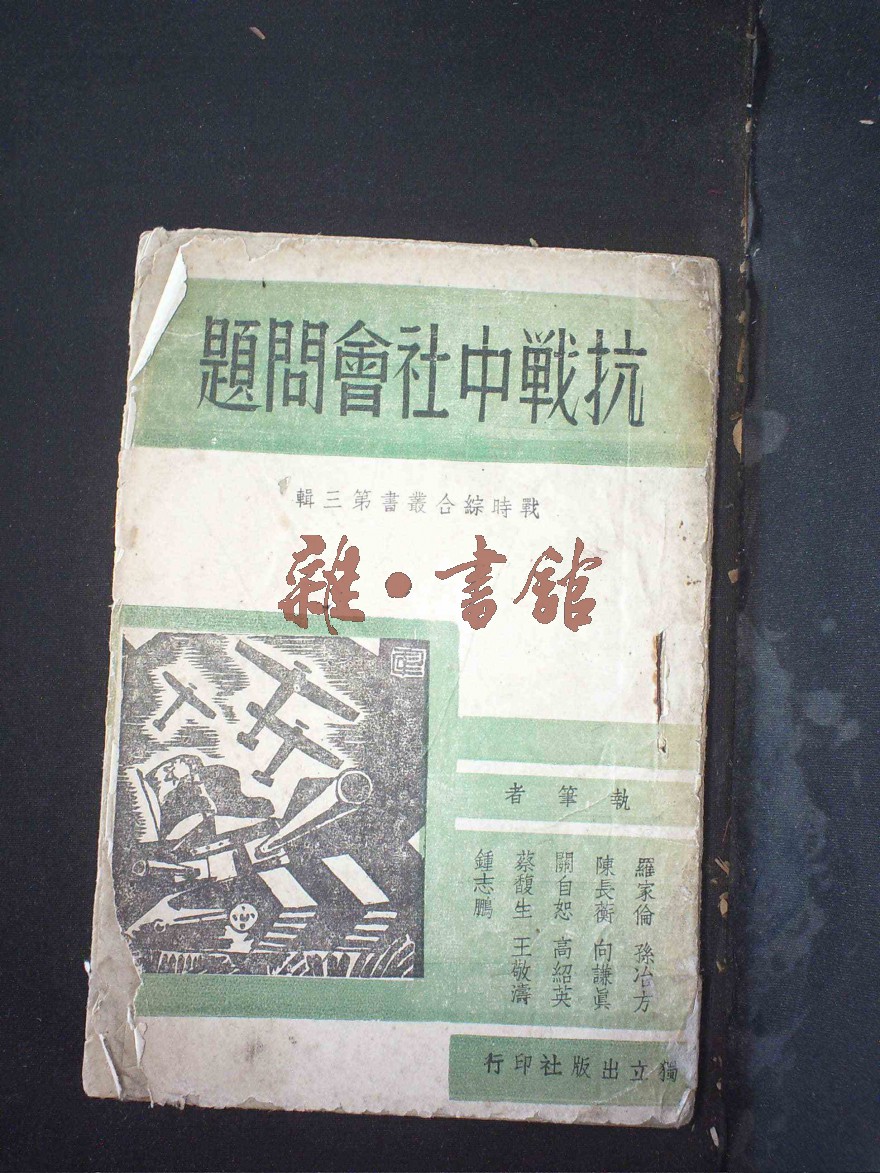 抗戰中社會問題
戰時綜合叢書第三輯
雜·書館
執筆者
羅家倫 孫冶方
陳長蘅 向謙眞
關自恕 高紹英
蔡馥生 王敬濤
鍾志鵬
獨立出版社印行